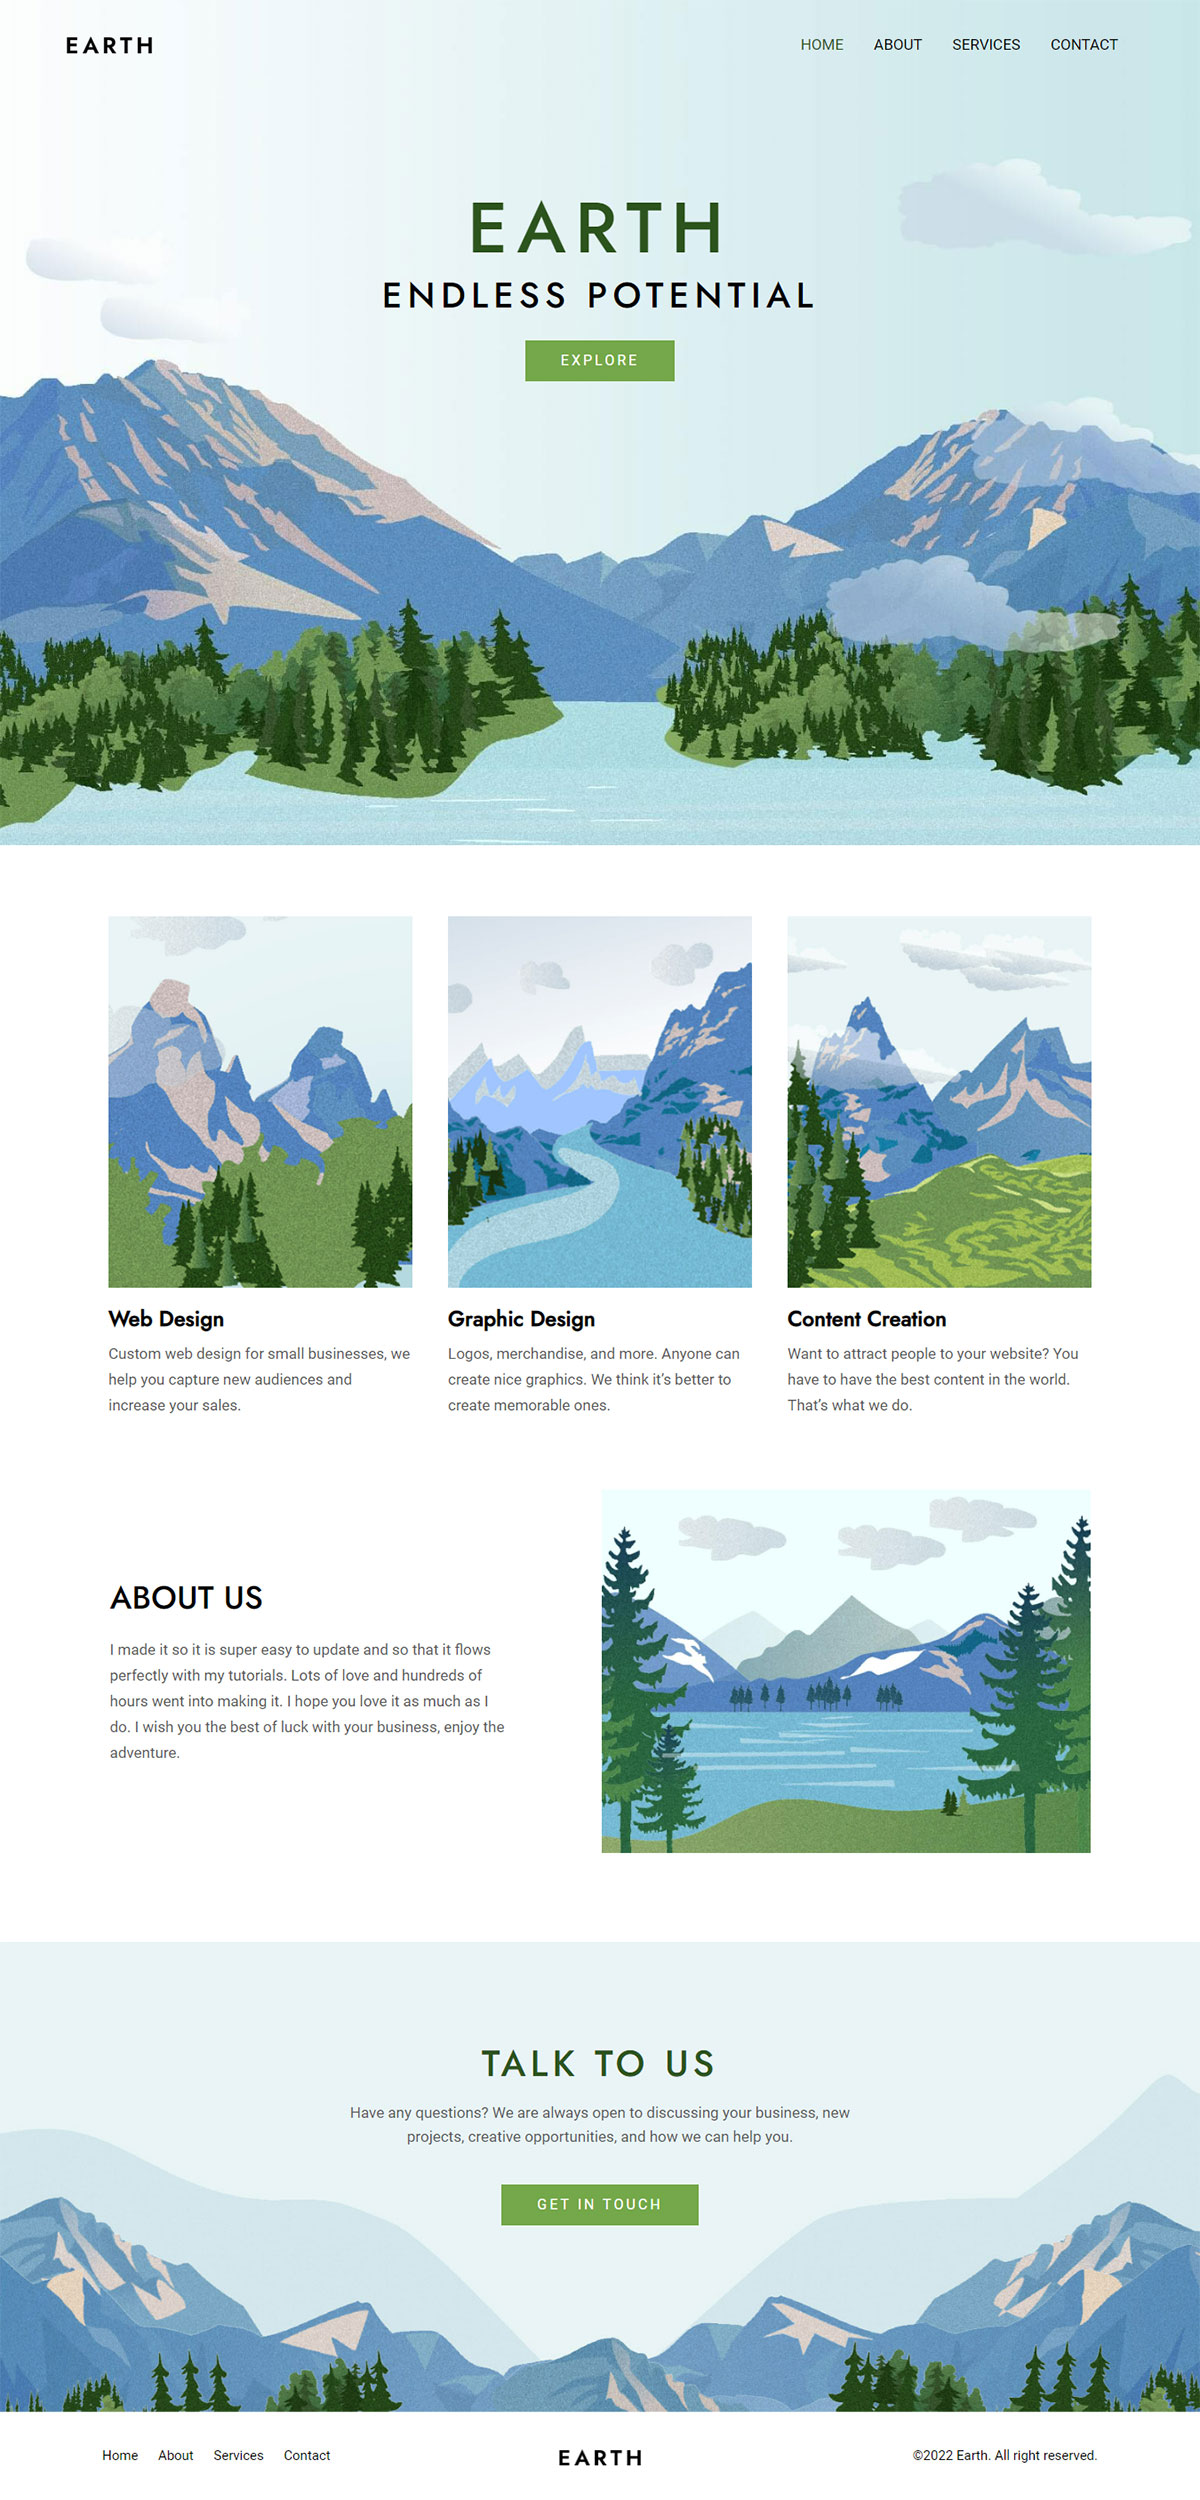 EARTH
HOME ABOUT SERVICES CONTACT
EARTH
ENDLESS POTENTIAL
EXPLORE
Web Design
Custom web design for small businesses, we
help you capture new audiences and
increase your sales.
Graphic Design
Logos, merchandise, and more. Anyone can
create nice graphics. We think it’s better to
create memorable ones.
Content Creation
Want to attract people to your website? You
have to have the best content in the world.
That’s what we do.
ABOUT US
I made it so it is super easy to update and so that it flows
perfectly with my tutorials. Lots of love and hundreds of
hours went into making it. I hope you love it as much as I
do. I wish you the best of luck with your business, enjoy the
adventure.
TALK TO US
Have any questions? We are always open to discussing your business, new
projects, creative opportunities, and how we can help you.
GET IN TOUCH
Home About Services Contact
EARTH
©2022 Earth. All right reserved.